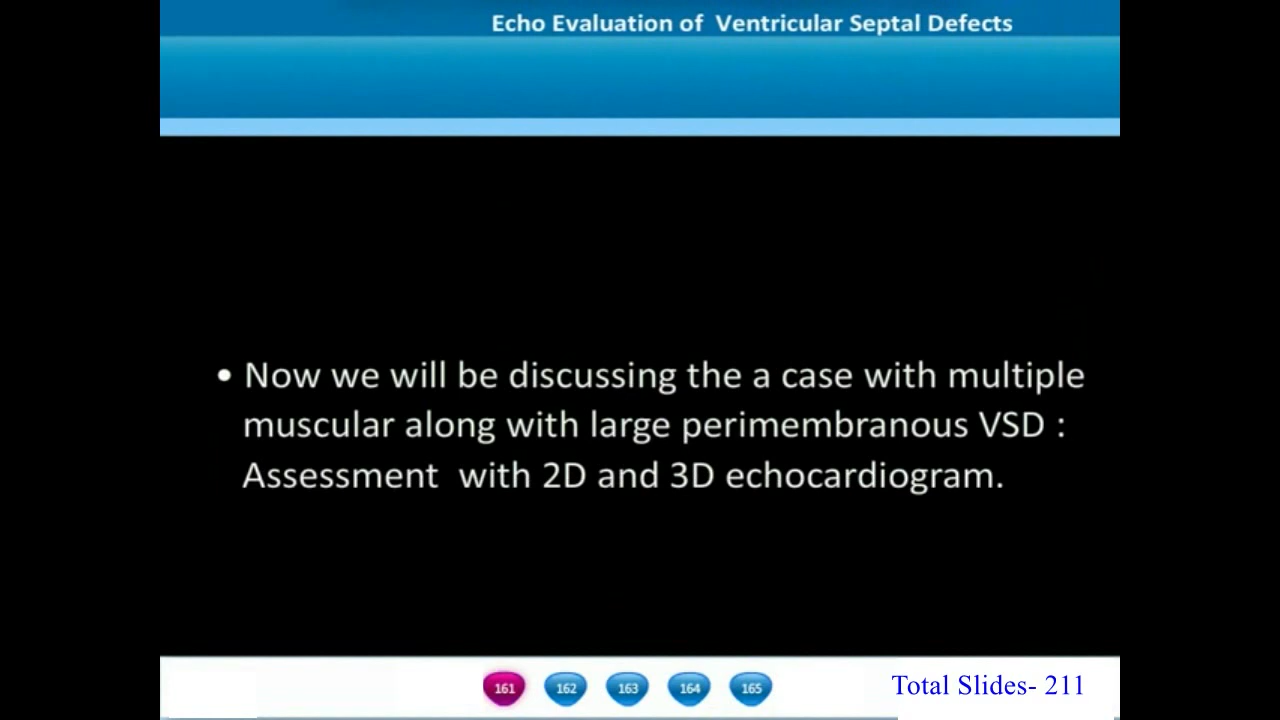 Echo Evaluation of Ventricular Septal Defects
• Now we will be discussing the a case with multiple
muscular along with large perimembranous VSD :
Assessment with 2D and 3D echocardiogram.
161 162 163 164 165
Total Slides- 211